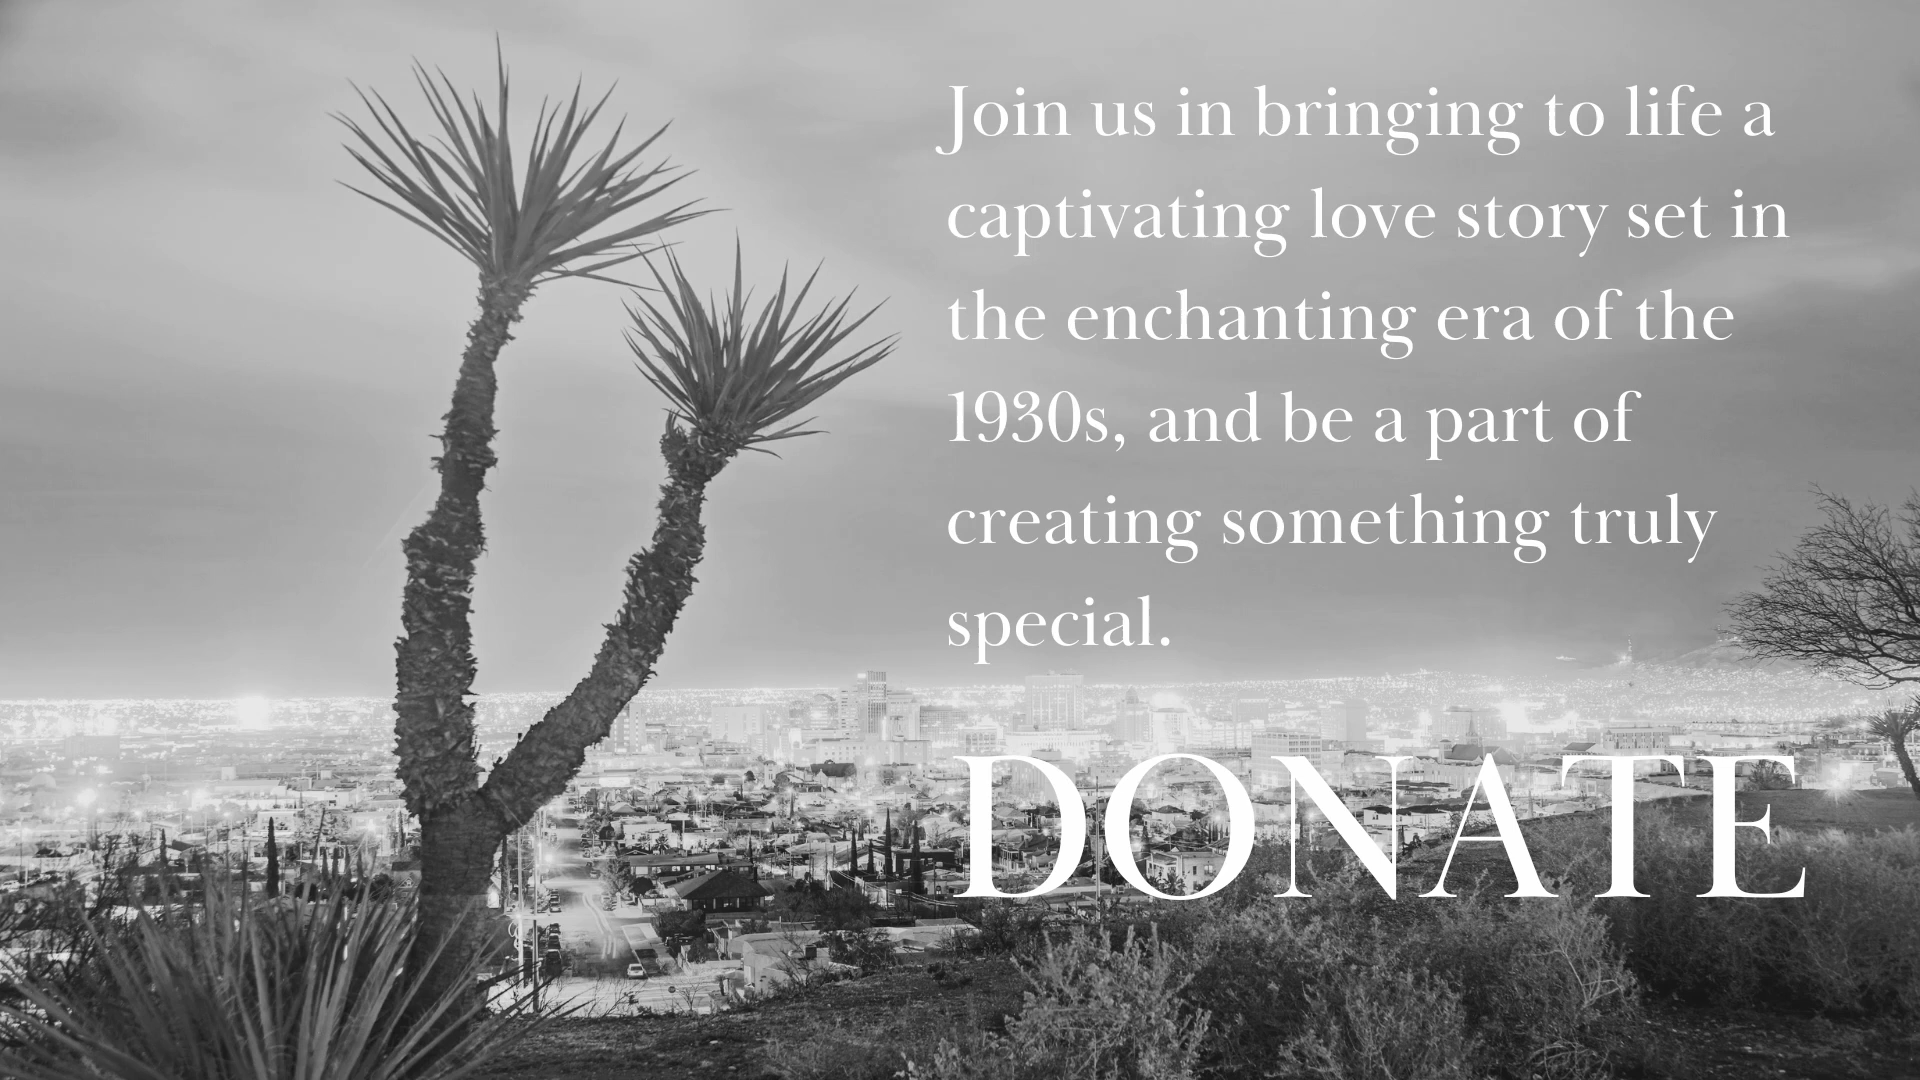 Join us in bringing to life a
captivating love story set in
the enchanting era of the
1930s, and be a part of
creating something truly
special.
DONATE